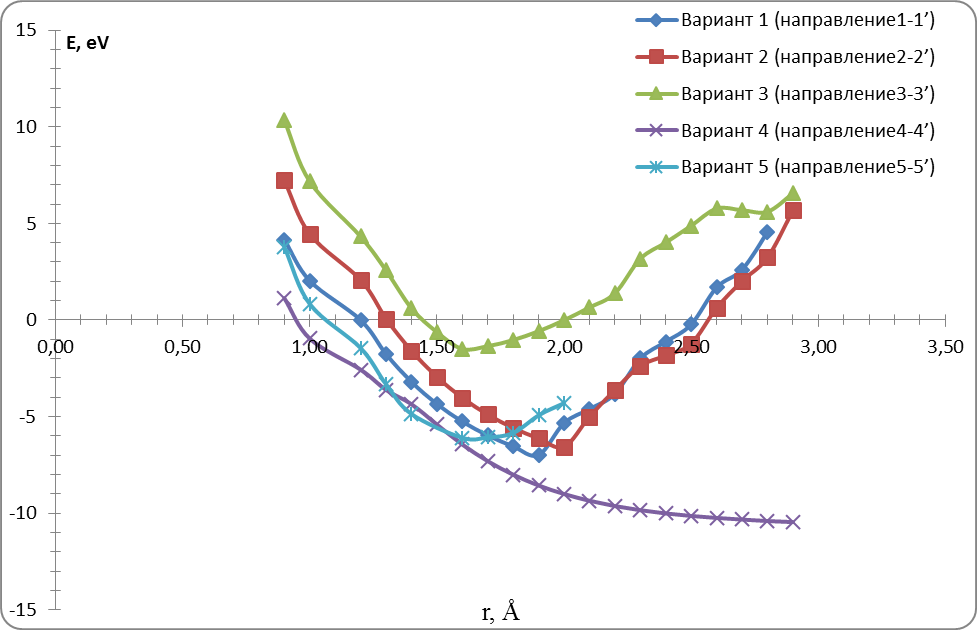 15
E, eV
Вариант 1 (направление1-1’)
Вариант 2 (направление2-2’)
10
Вариант 3 (направление3-3’)
Вариант 4 (направление4-4’)
Вариант 5 (направление5-5’)
5
0
0,00 0,50 1,00 1,50 2,00 2,50 3,00 3,50
-5
-10
-15
r, Å